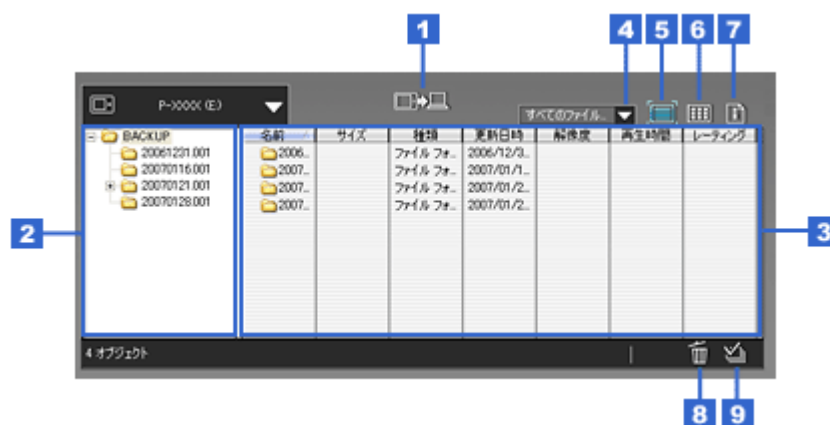 1 4 5 6 7
P-XXXX (E)
すべてのファイル...
BACKUP
20061231.001
20070116.001
20070121.001
20070128.001
名前 サイズ 種類 更新日時 解像度 再生時間 レーティング
2006... ファイル フォ... 2006/12/3...
2007... ファイル フォ... 2007/01/1...
2007... ファイル フォ... 2007/01/2...
2007... ファイル フォ... 2007/01/2...
2 3
4 オブジェクト
8 9